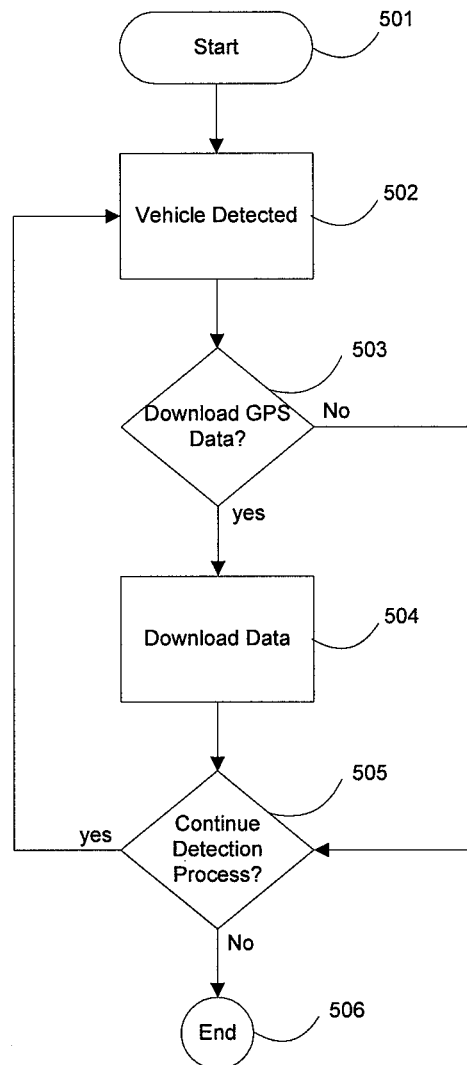 Start
501
Vehicle Detected
502
503
Download GPS
Data?
No
yes
Download Data
504
505
yes
Continue
Detection
Process?
No
End
506